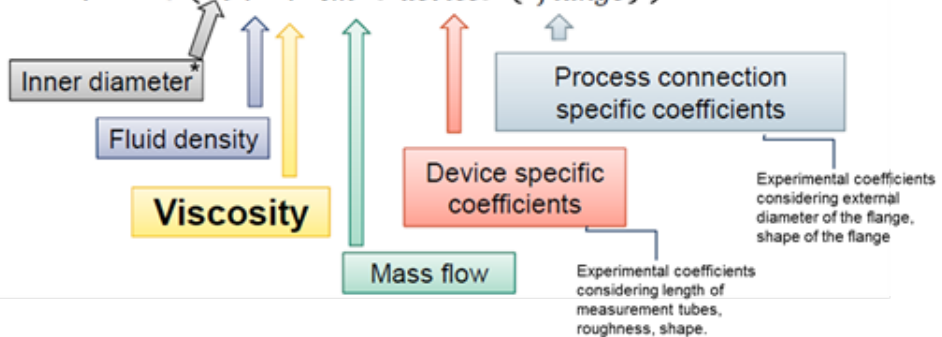 Inner diameter*
Process connection
specific coefficients
Fluid density
Device specific
coefficients
Viscosity
Experimental coefficients
considering external
diameter of the flange,
shape of the flange
Mass flow
Experimental coefficients
considering length of
measurement tubes,
roughness, shape.